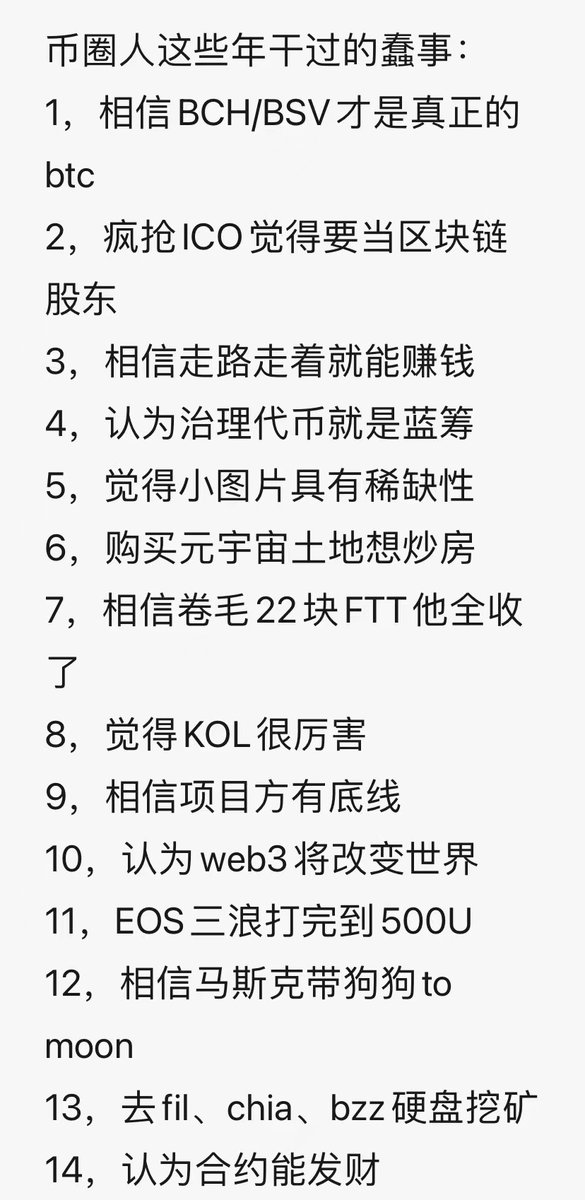 币圈人这些年干过的蠢事：
1，相信BCH/BSV才是真正的
btc
2，疯抢ICO觉得要当区块链
股东
3，相信走路走着就能赚钱
4，认为治理代币就是蓝筹
5，觉得小图片具有稀缺性
6，购买元宇宙土地想炒房
7，相信卷毛22块FTT他全收
了
8，觉得KOL很厉害
9，相信项目方有底线
10，认为web3将改变世界
11，EOS三浪打完到500U
12，相信马斯克带狗狗to
moon
13，去fil、chia、bzz硬盘挖矿
14，认为合约能发财